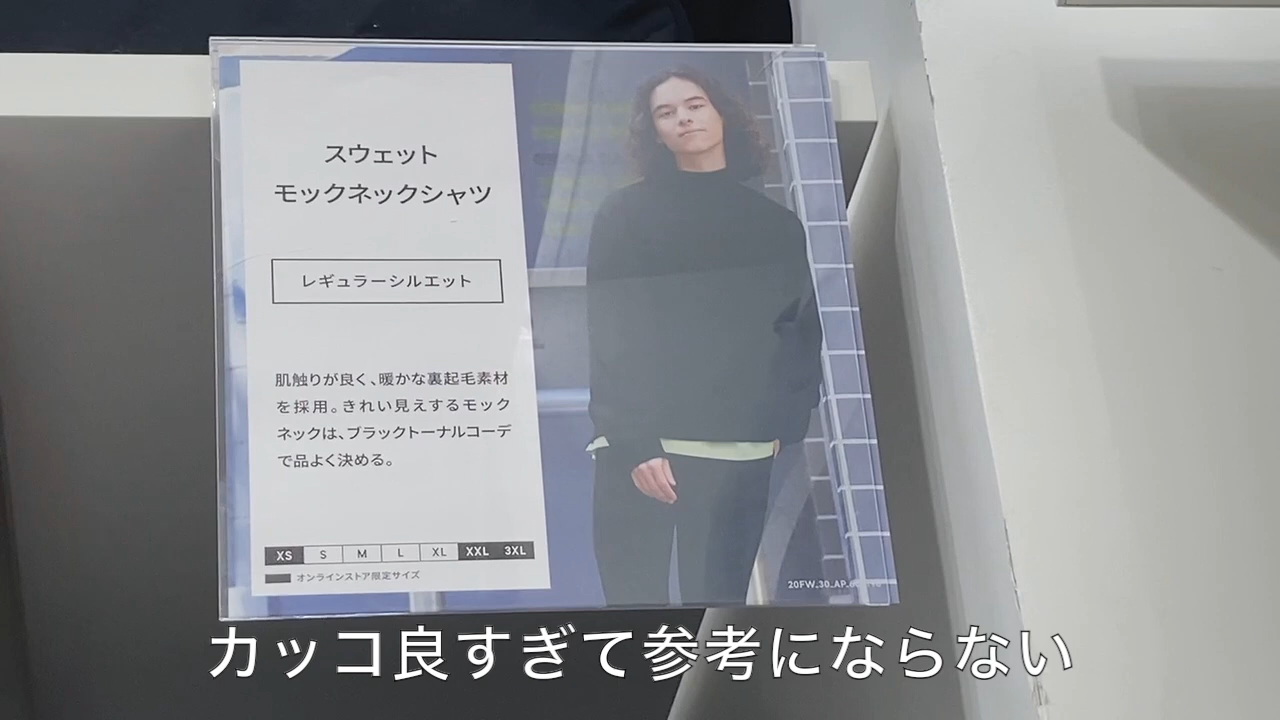 スウェット
モックネックシャツ
レギュラーシルエット
肌触りが良く、暖かな裏起毛素材
を採用。きれい見えするモック
ネックは、ブラックトーナルコーデ
で品よく決める。
XS S M L XL XXL 3XL
オンラインストア限定サイズ
20FW_30_AP
カッコ良すぎて参考にならない